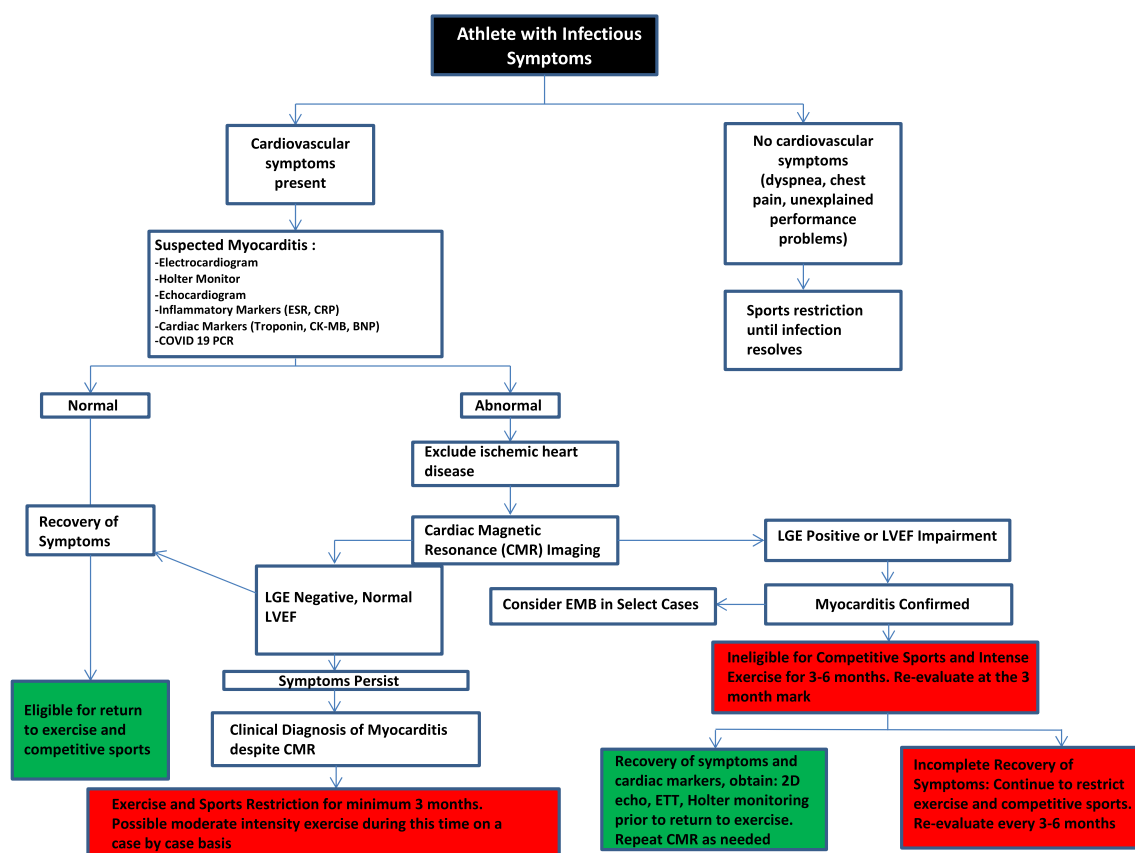 Athlete with Infectious
Symptoms
Cardiovascular
symptoms
present
No cardiovascular
symptoms
(dyspnea, chest
pain, unexplained
performance
problems)
Suspected Myocarditis :
-Electrocardiogram
-Holter Monitor
-Echocardiogram
-Inflammatory Markers (ESR, CRP)
-Cardiac Markers (Troponin, CK-MB, BNP)
-COVID 19 PCR
Sports restriction
until infection
resolves
Normal
Abnormal
Exclude ischemic heart
disease
Recovery of
Symptoms
Cardiac Magnetic
Resonance (CMR) Imaging
LGE Positive or LVEF Impairment
LGE Negative, Normal
LVEF
Consider EMB in Select Cases
Myocarditis Confirmed
Symptoms Persist
Ineligible for Competitive Sports and Intense
Exercise for 3-6 months. Re-evaluate at the 3
month mark
Eligible for return
to exercise and
competitive sports
Clinical Diagnosis of Myocarditis
despite CMR
Recovery of symptoms and
cardiac markers, obtain: 2D
echo, ETT, Holter monitoring
prior to return to exercise.
Repeat CMR as needed
Incomplete Recovery of
Symptoms: Continue to restrict
exercise and competitive sports.
Re-evaluate every 3-6 months
Exercise and Sports Restriction for minimum 3 months.
Possible moderate intensity exercise during this time on a
case by case basis